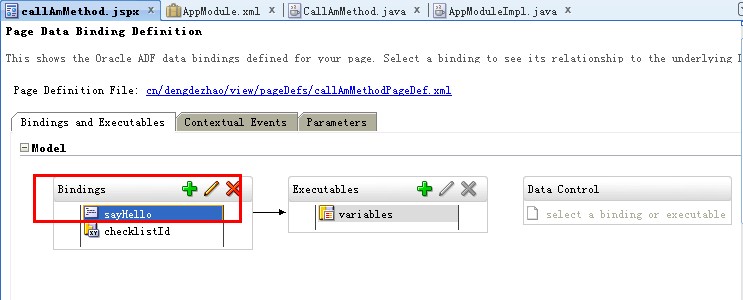 callAmMethod.jspx x AppModule.xml x CallAmMethod.java x AppModuleImpl.java x
Page Data Binding Definition
This shows the Oracle ADF data bindings defined for your page. Select a binding to see its relationship to the underlying
Page Definition File: cn/dengdezhao/view/pageDefs/callAmMethodPageDef.xml
Bindings and Executables Contextual Events Parameters
Model
Bindings Executables Data Control
sayHello variables select a binding or executable
checklistId